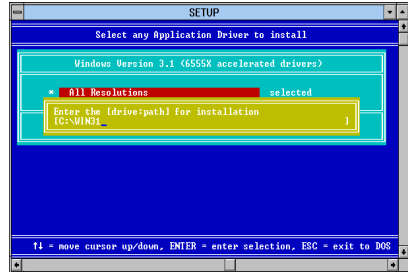 SETUP
Select any Application Driver to install
Windows Version 3.1 (6555X accelerated drivers)
* All Resolutions selected
Enter the [drive:path] for installation
[C:\WIN31_ ]
↑↓ = move cursor up/down, ENTER = enter selection, ESC = exit to DOS